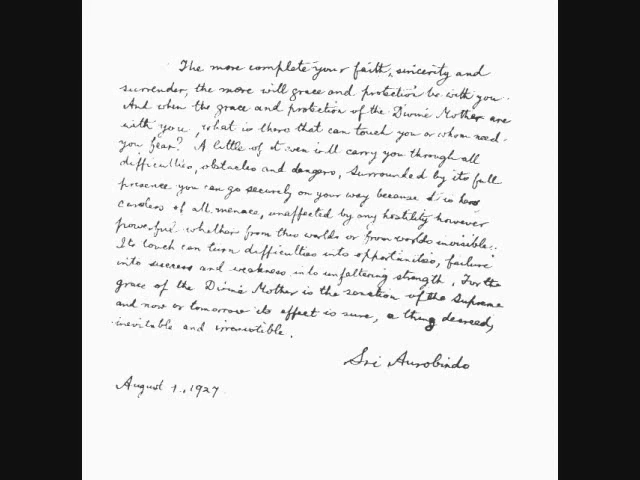 The more complete your faith, sincerity and
surrender, the more will grace and protection be with you.
And when the grace and protection of the Divine Mother are
with you, what is there that can touch you or whom need
you fear? A little of it even will carry you through all
difficulties, obstacles and dangers, surrounded by its full
presence you can go securely on your way because it is hers
careless of all menace, unaffected by any hostility however
powerful, whether from this world or from worlds invisible.
Its touch can turn difficulties into opportunities, failure
into success and weakness into unfaltering strength. For the
grace of the Divine Mother is the sanction of the Supreme
and now or tomorrow its effect is sure, a thing decreed,
inevitable and irresistible.
Sri Aurobindo
August 1., 1927.